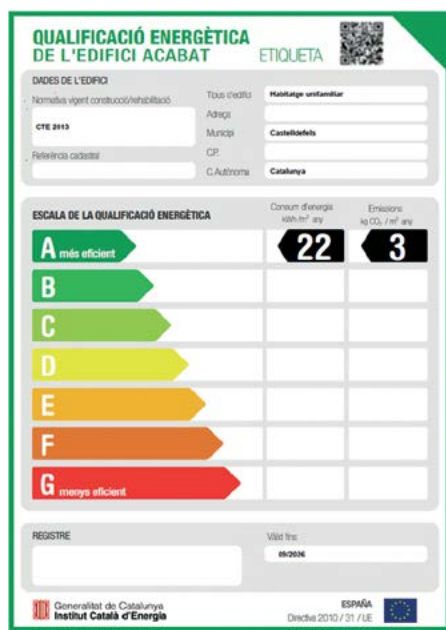 QUALIFICACIÓ ENERGÈTICA
DE L'EDIFICI ACABAT
ETIQUETA
DADES DE L'EDIFICI
Normativa vigent construcció/rehabilitació
CTE 2013
Referència cadastral
Tipus d'edifici
Habitatge unifamiliar
Adreça
Municipi
Castelldefels
C.P.
C.Autònoma
Catalunya
ESCALA DE LA QUALIFICACIÓ ENERGÈTICA
Consum d'energia
kWh/m² any
Emissions
kg CO₂ / m² any
A més eficient
22
3
B
C
D
E
F
G menys eficient
REGISTRE
Vàlid fins
09/2026
Generalitat de Catalunya
Institut Català d'Energia
ESPAÑA
Directiva 2010 / 31 / UE